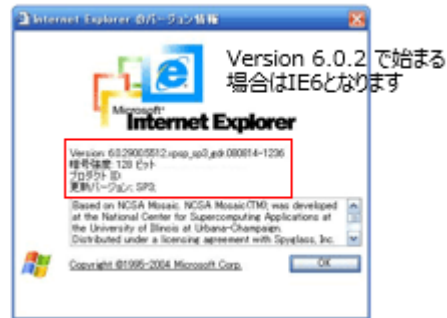 Internet Explorer のバージョン情報
Version 6.0.2 で始まる
場合はIE6となります
Microsoft®
Internet Explorer
Version: 6.0.2900.5512.xpsp_sp3_gdr.080814-1236
暗号強度: 128 ビット
プロダクト ID:
更新バージョン: SP3;
Based on NCSA Mosaic. NCSA Mosaic(TM); was developed
at the National Center for Supercomputing Applications at
the University of Illinois at Urbana-Champaign.
Distributed under a licensing agreement with Spyglass, Inc.
Copyright ©1995-2004 Microsoft Corp.
OK